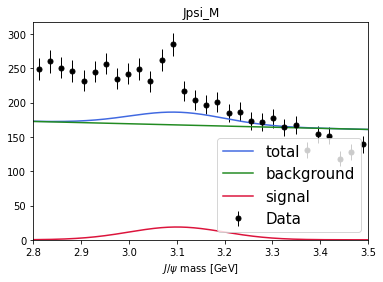 Jpsi_M
300
250
200
150
100
50
0
total
background
signal
Data
2.8 2.9 3.0 3.1 3.2 3.3 3.4 3.5
J/ψ mass [GeV]